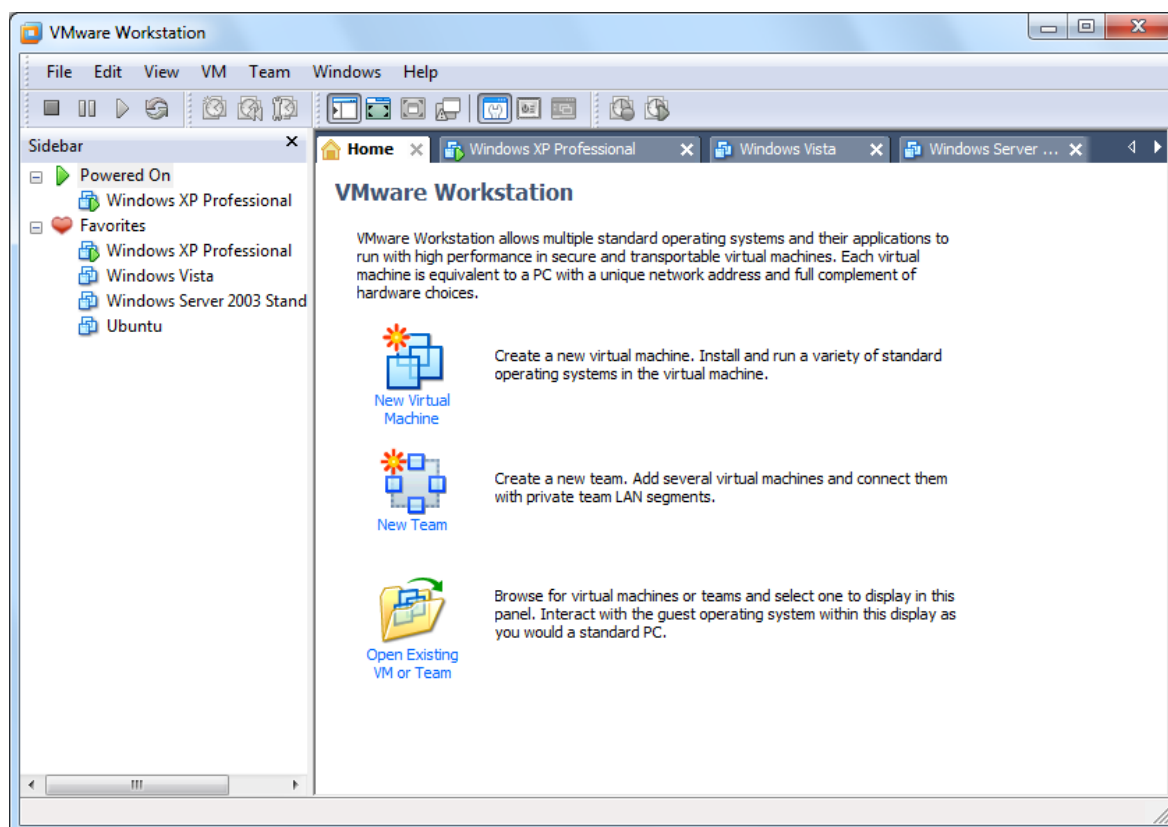 VMware Workstation
File Edit View VM Team Windows Help
Sidebar
Home
Windows XP Professional
Windows Vista
Windows Server ...
Powered On
Windows XP Professional
Favorites
Windows XP Professional
Windows Vista
Windows Server 2003 Stand
Ubuntu
VMware Workstation
VMware Workstation allows multiple standard operating systems and their applications to
run with high performance in secure and transportable virtual machines. Each virtual
machine is equivalent to a PC with a unique network address and full complement of
hardware choices.
New Virtual
Machine
Create a new virtual machine. Install and run a variety of standard
operating systems in the virtual machine.
New Team
Create a new team. Add several virtual machines and connect them
with private team LAN segments.
Open Existing
VM or Team
Browse for virtual machines or teams and select one to display in this
panel. Interact with the guest operating system within this display as
you would a standard PC.